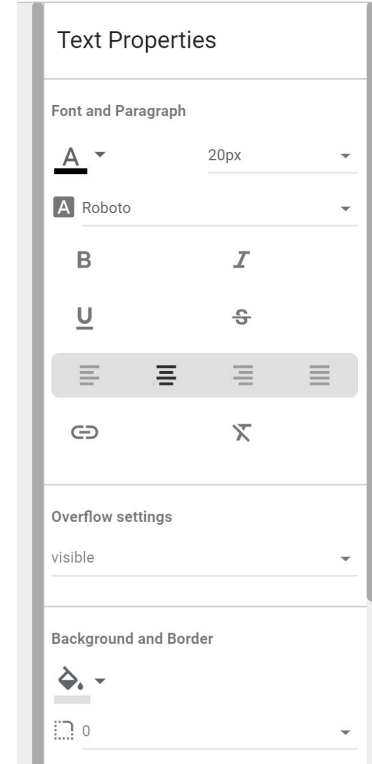 Text Properties
Font and Paragraph
A 20px
A Roboto
B I
U S
Overflow settings
visible
Background and Border
0